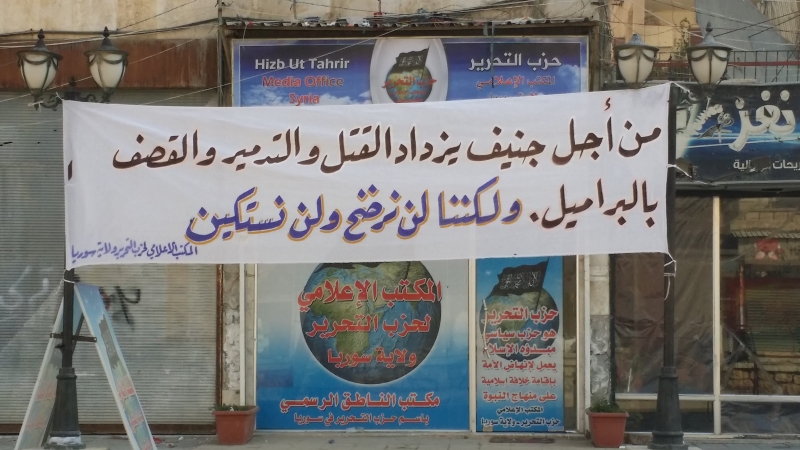 Hizb Ut Tahrir
Media Office
Syria
حزب التحرير
المكتب الإعلامي
من أجل جنيف يزداد القتل والتدمير والقصف
بالبراميل. ولكننا لن نرضخ ولن نستكين
المكتب الإعلامي لحزب التحرير ولاية سوريا
المكتب الإعلامي
لحزب التحرير
ولاية سوريا
مكتب الناطق الرسمي
باسم حزب التحرير في سوريا
حزب التحرير
هو حزب سياسي
مبدؤه الإسلام
يعمل لإنهاض الأمة
بإقامة خلافة اسلامية
على منهاج النبوة
المكتب الإعلامي
حزب التحرير - ولاية سوريا